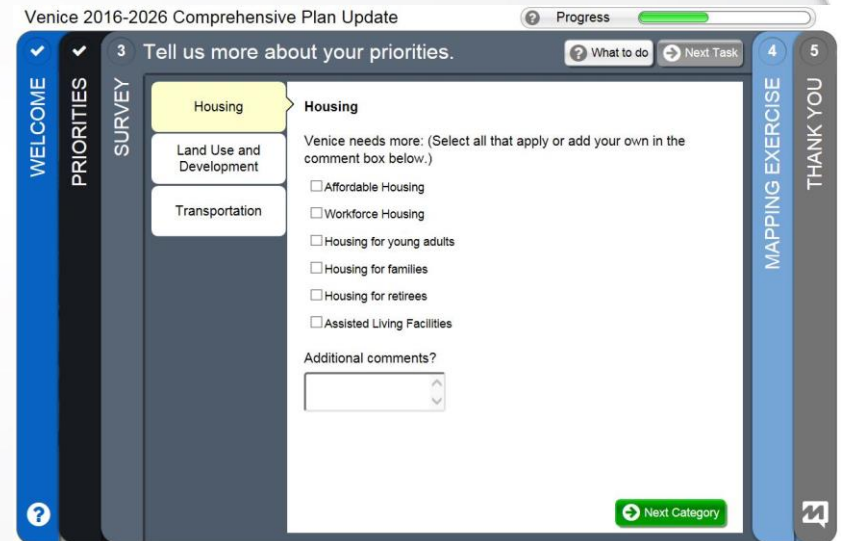 Venice 2016-2026 Comprehensive Plan Update
? Progress
WELCOME
?
PRIORITIES
3
SURVEY
Tell us more about your priorities.
? What to do
Next Task
Housing
Land Use and
Development
Transportation
Housing
Venice needs more: (Select all that apply or add your own in the
comment box below.)
Affordable Housing
Workforce Housing
Housing for young adults
Housing for families
Housing for retirees
Assisted Living Facilities
Additional comments?
Next Category
4
MAPPING EXERCISE
5
THANK YOU